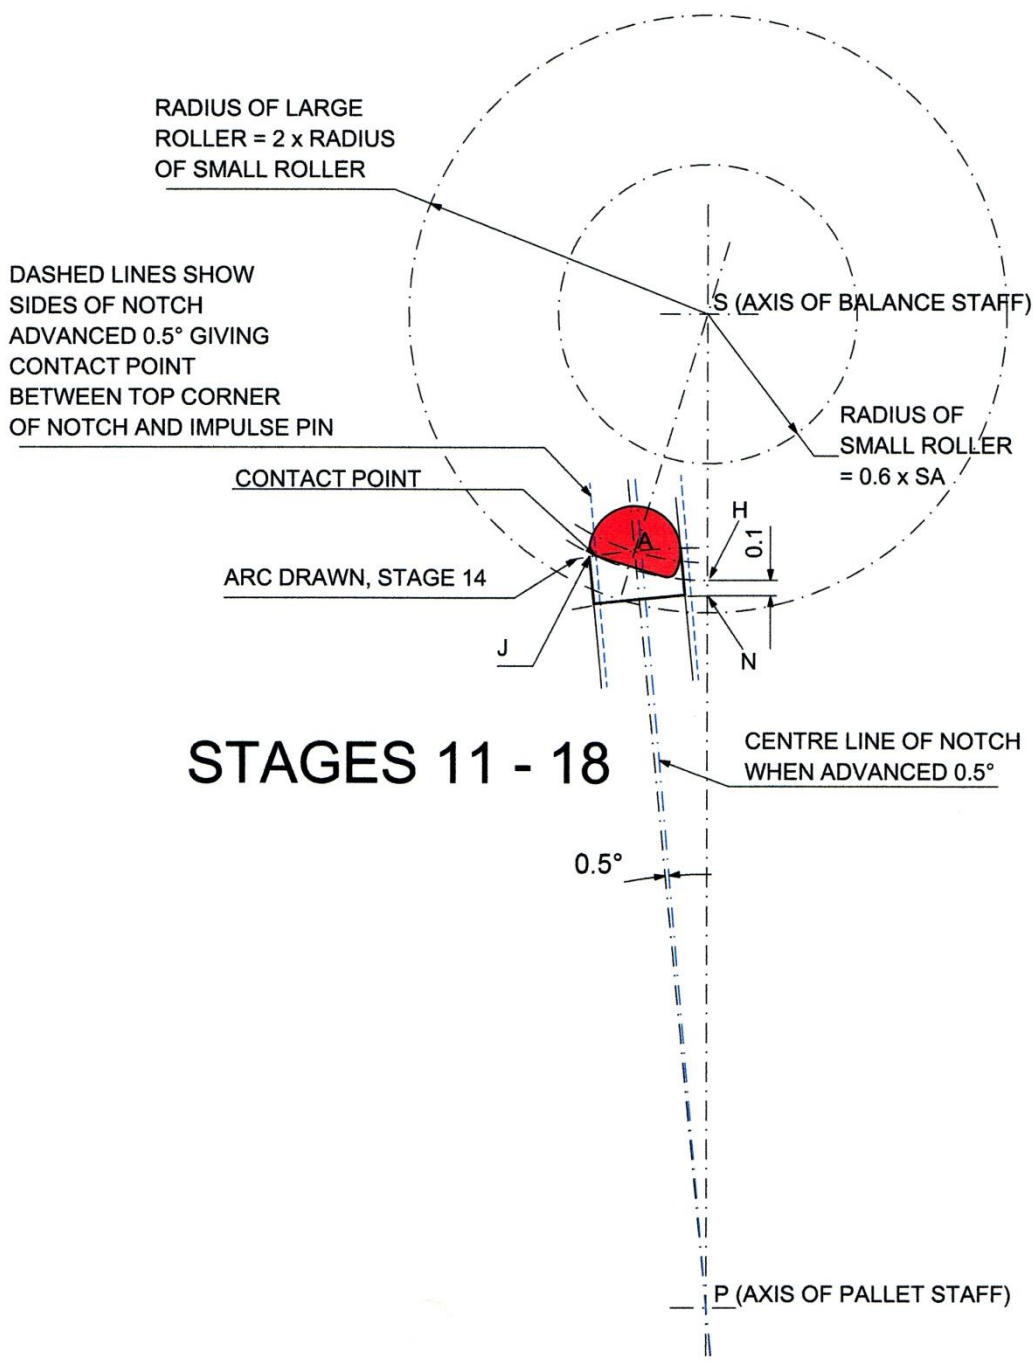 RADIUS OF LARGE
ROLLER = 2 x RADIUS
OF SMALL ROLLER
DASHED LINES SHOW
SIDES OF NOTCH
ADVANCED 0.5° GIVING
CONTACT POINT
BETWEEN TOP CORNER
OF NOTCH AND IMPULSE PIN
S (AXIS OF BALANCE STAFF)
RADIUS OF
SMALL ROLLER
= 0.6 x SA
CONTACT POINT
H
A
0.1
ARC DRAWN, STAGE 14
J
N
STAGES 11 - 18
CENTRE LINE OF NOTCH
WHEN ADVANCED 0.5°
0.5°
P (AXIS OF PALLET STAFF)